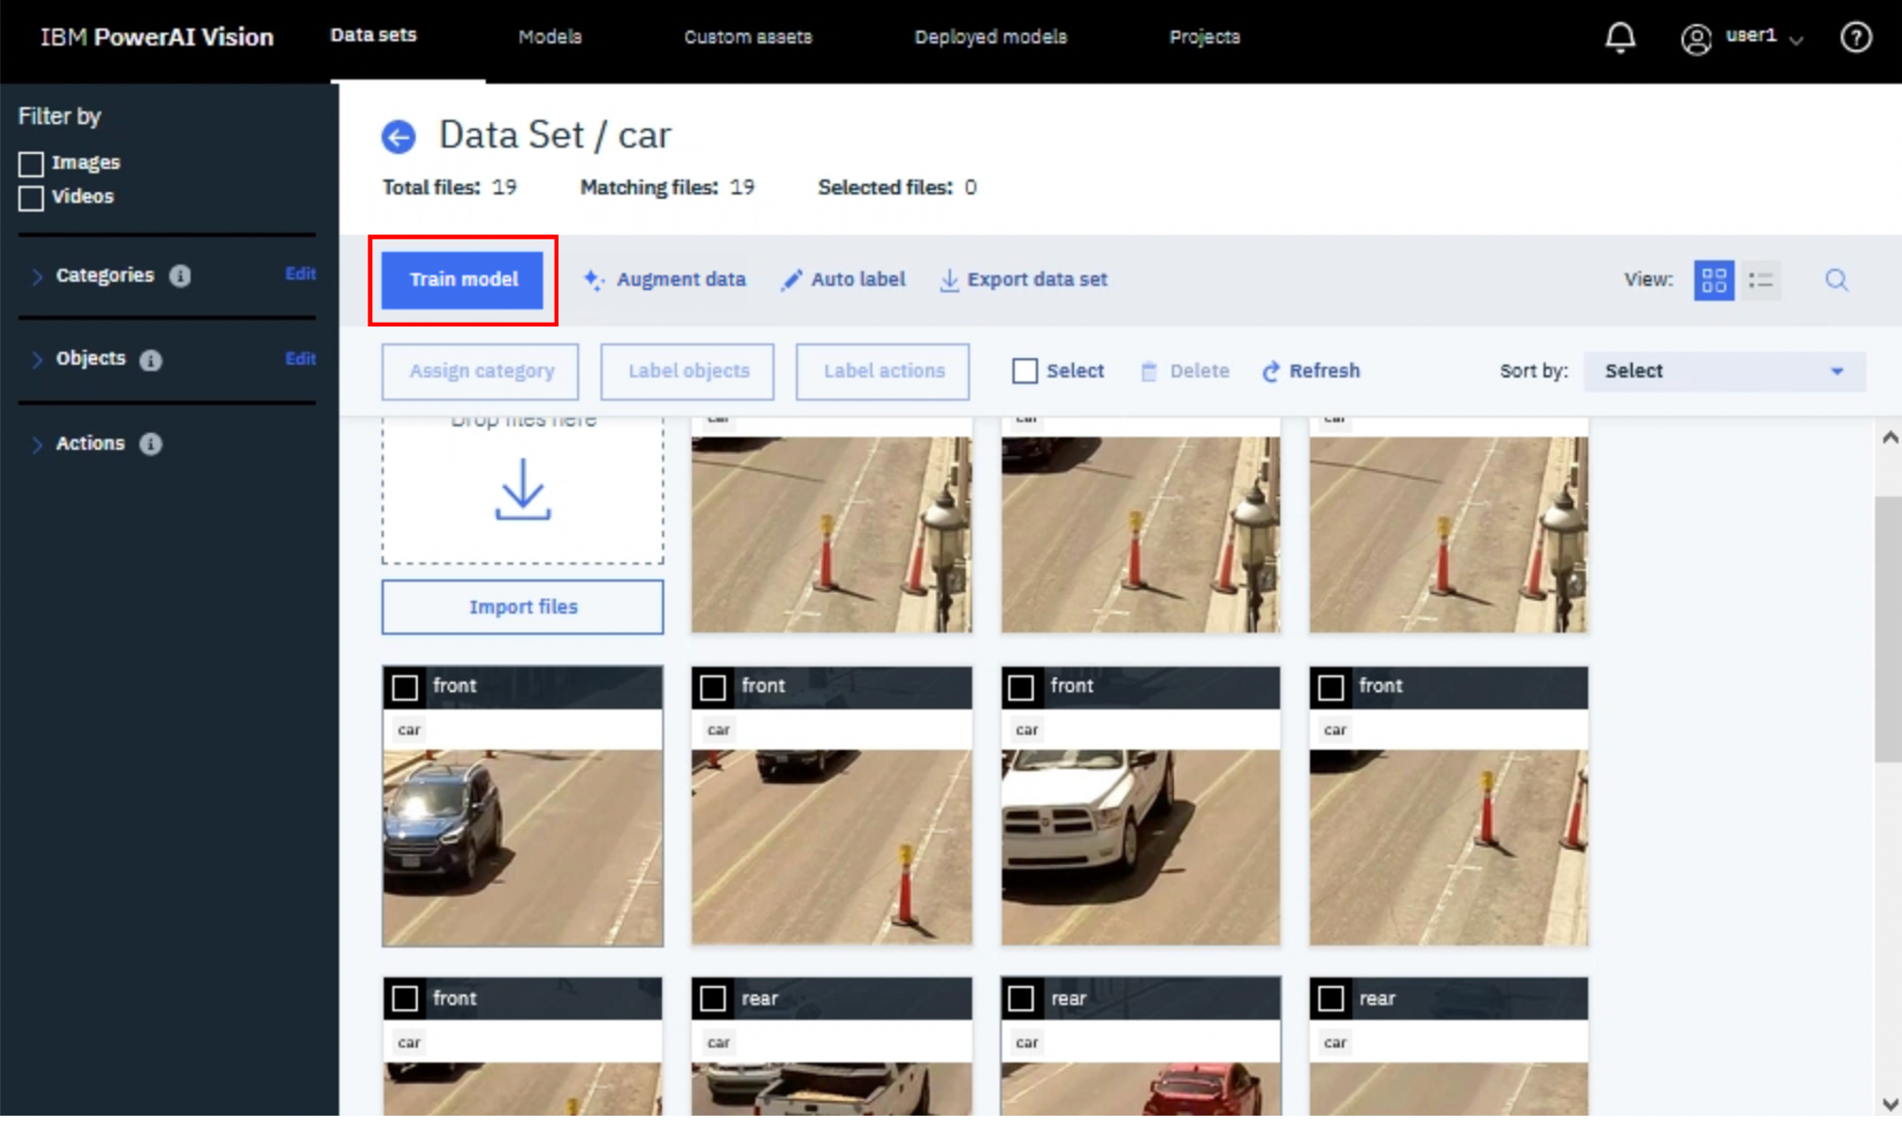 IBM PowerAI Vision Data sets Models Custom assets Deployed models Projects user1
Filter by
Images
Videos
Categories Edit
Objects Edit
Actions
Data Set / car
Total files: 19 Matching files: 19 Selected files: 0
Train model Augment data Auto label Export data set View:
Assign category Label objects Label actions Select Delete Refresh Sort by: Select
Drop files here
car car car
Import files
front front front front
car car car car
front rear rear rear
car car car car